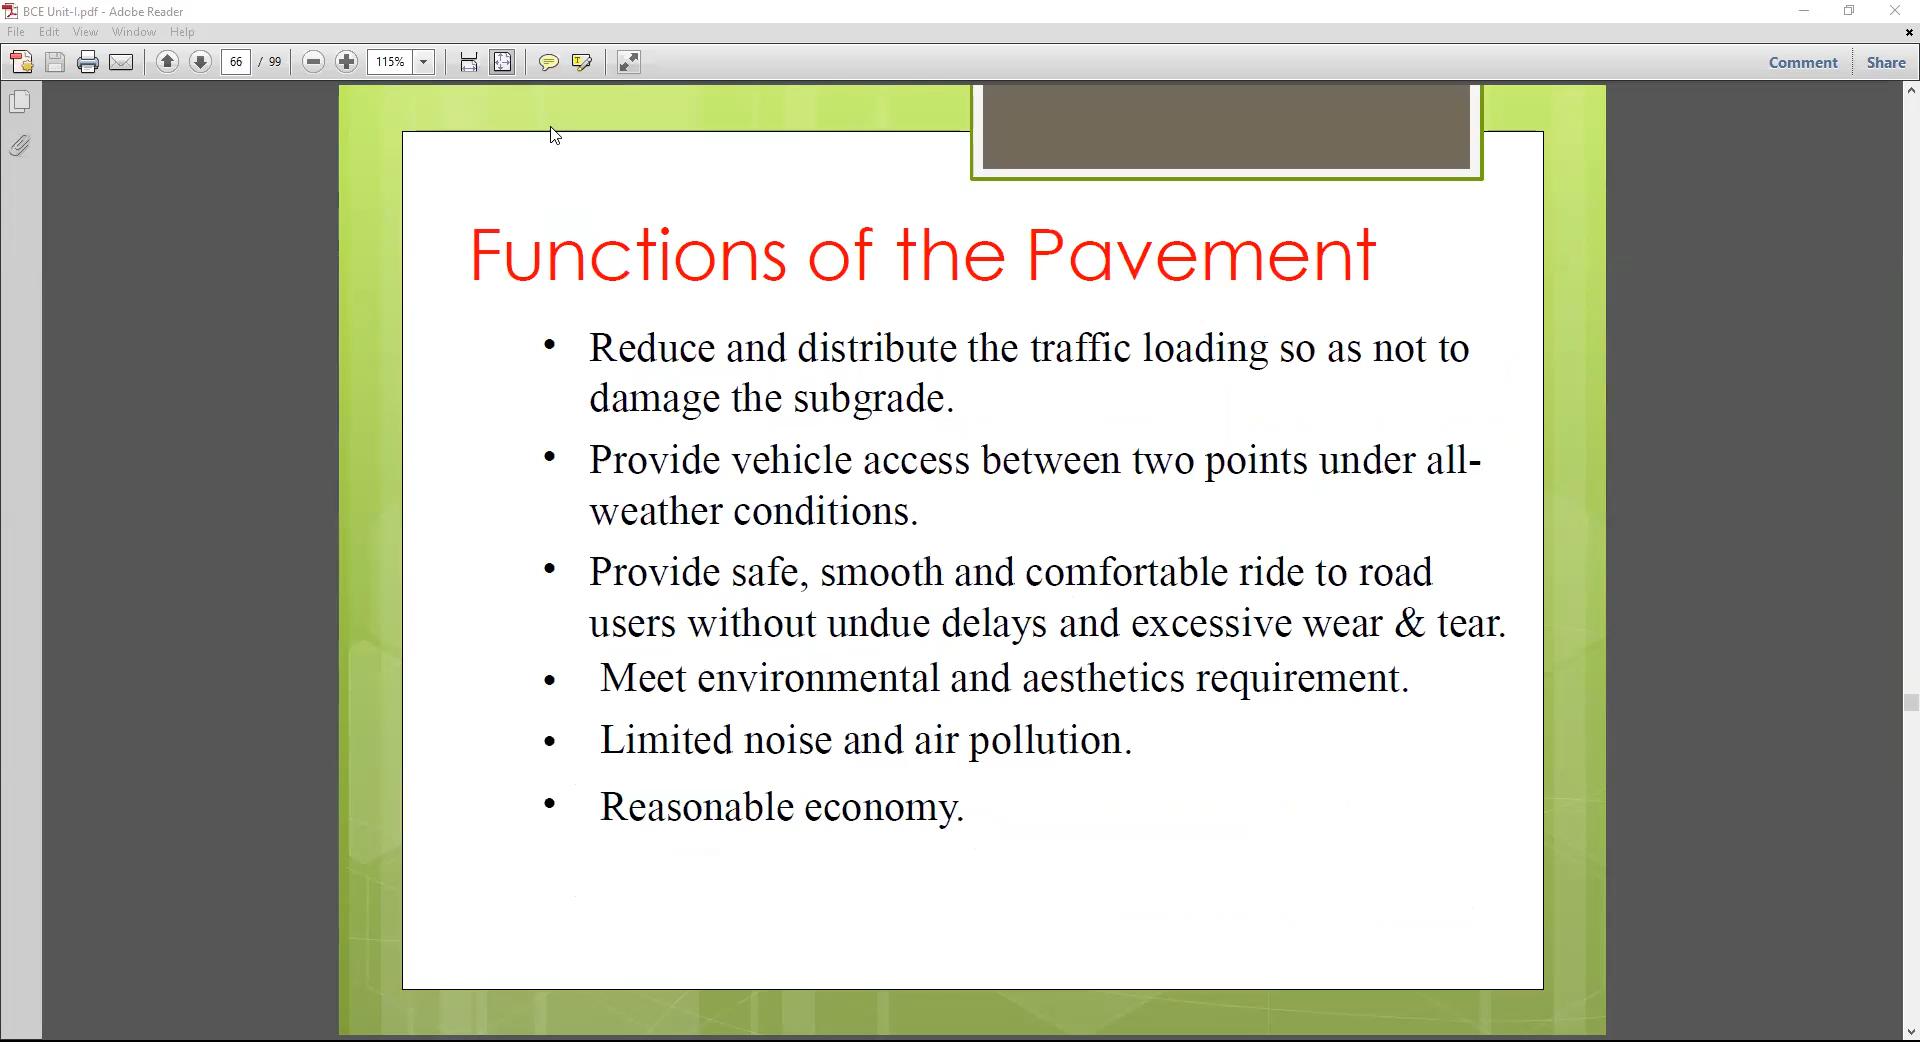 BCE Unit-I.pdf - Adobe Reader
File Edit View Window Help
66 / 99 115% Comment Share
Functions of the Pavement
• Reduce and distribute the traffic loading so as not to
damage the subgrade.
• Provide vehicle access between two points under all-
weather conditions.
• Provide safe, smooth and comfortable ride to road
users without undue delays and excessive wear & tear.
• Meet environmental and aesthetics requirement.
• Limited noise and air pollution.
• Reasonable economy.